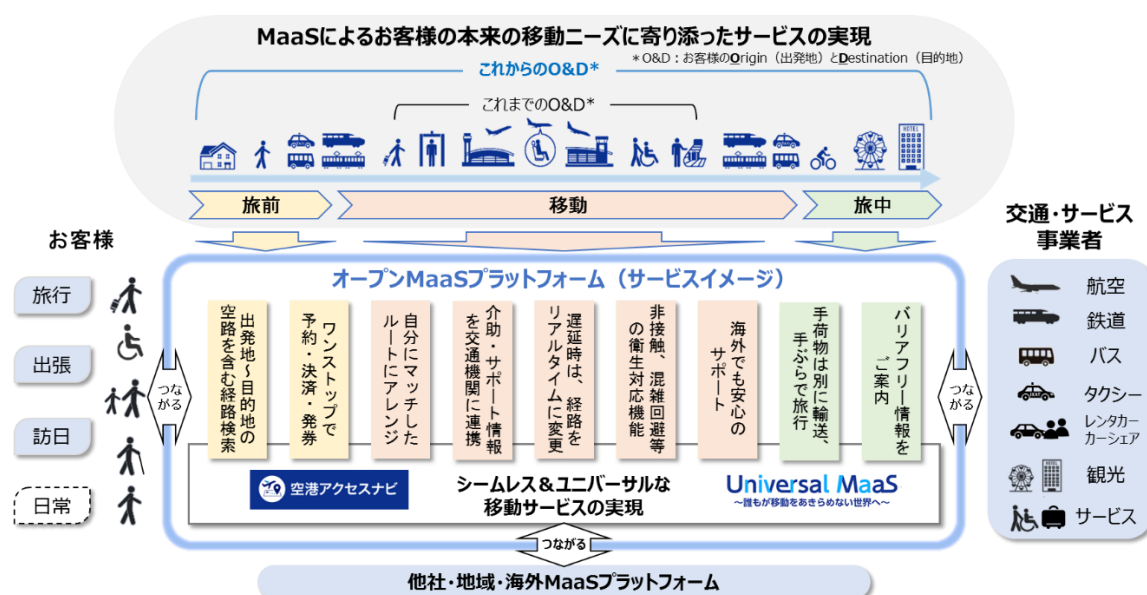 MaaSによるお客様の本来の移動ニーズに寄り添ったサービスの実現
*O&D：お客様のOrigin（出発地）とDestination（目的地）
これからのO&D*
これまでのO&D*
HOTEL
旅前
移動
旅中
お客様
旅行
出張
訪日
日常
つな
がる
オープンMaaSプラットフォーム（サービスイメージ）
出発地～目的地の
空路を含む経路検索
ワンストップで
予約・決済・発券
自分にマッチした
ルートにアレンジ
介助・サポート情報
を交通機関に連携
遅延時は、経路を
リアルタイムに変更
非接触、混雑回避等
の衛生対応機能
海外でも安心の
サポート
手荷物は別に輸送、
手ぶらで旅行
バリアフリー情報を
ご案内
空港アクセスナビ
シームレス＆ユニバーサルな
移動サービスの実現
Universal MaaS
～誰もが移動をあきらめない世界へ～
つな
がる
交通・サービス
事業者
航空
鉄道
バス
タクシー
レンタカー
カーシェア
観光
サービス
つながる
他社・地域・海外MaaSプラットフォーム